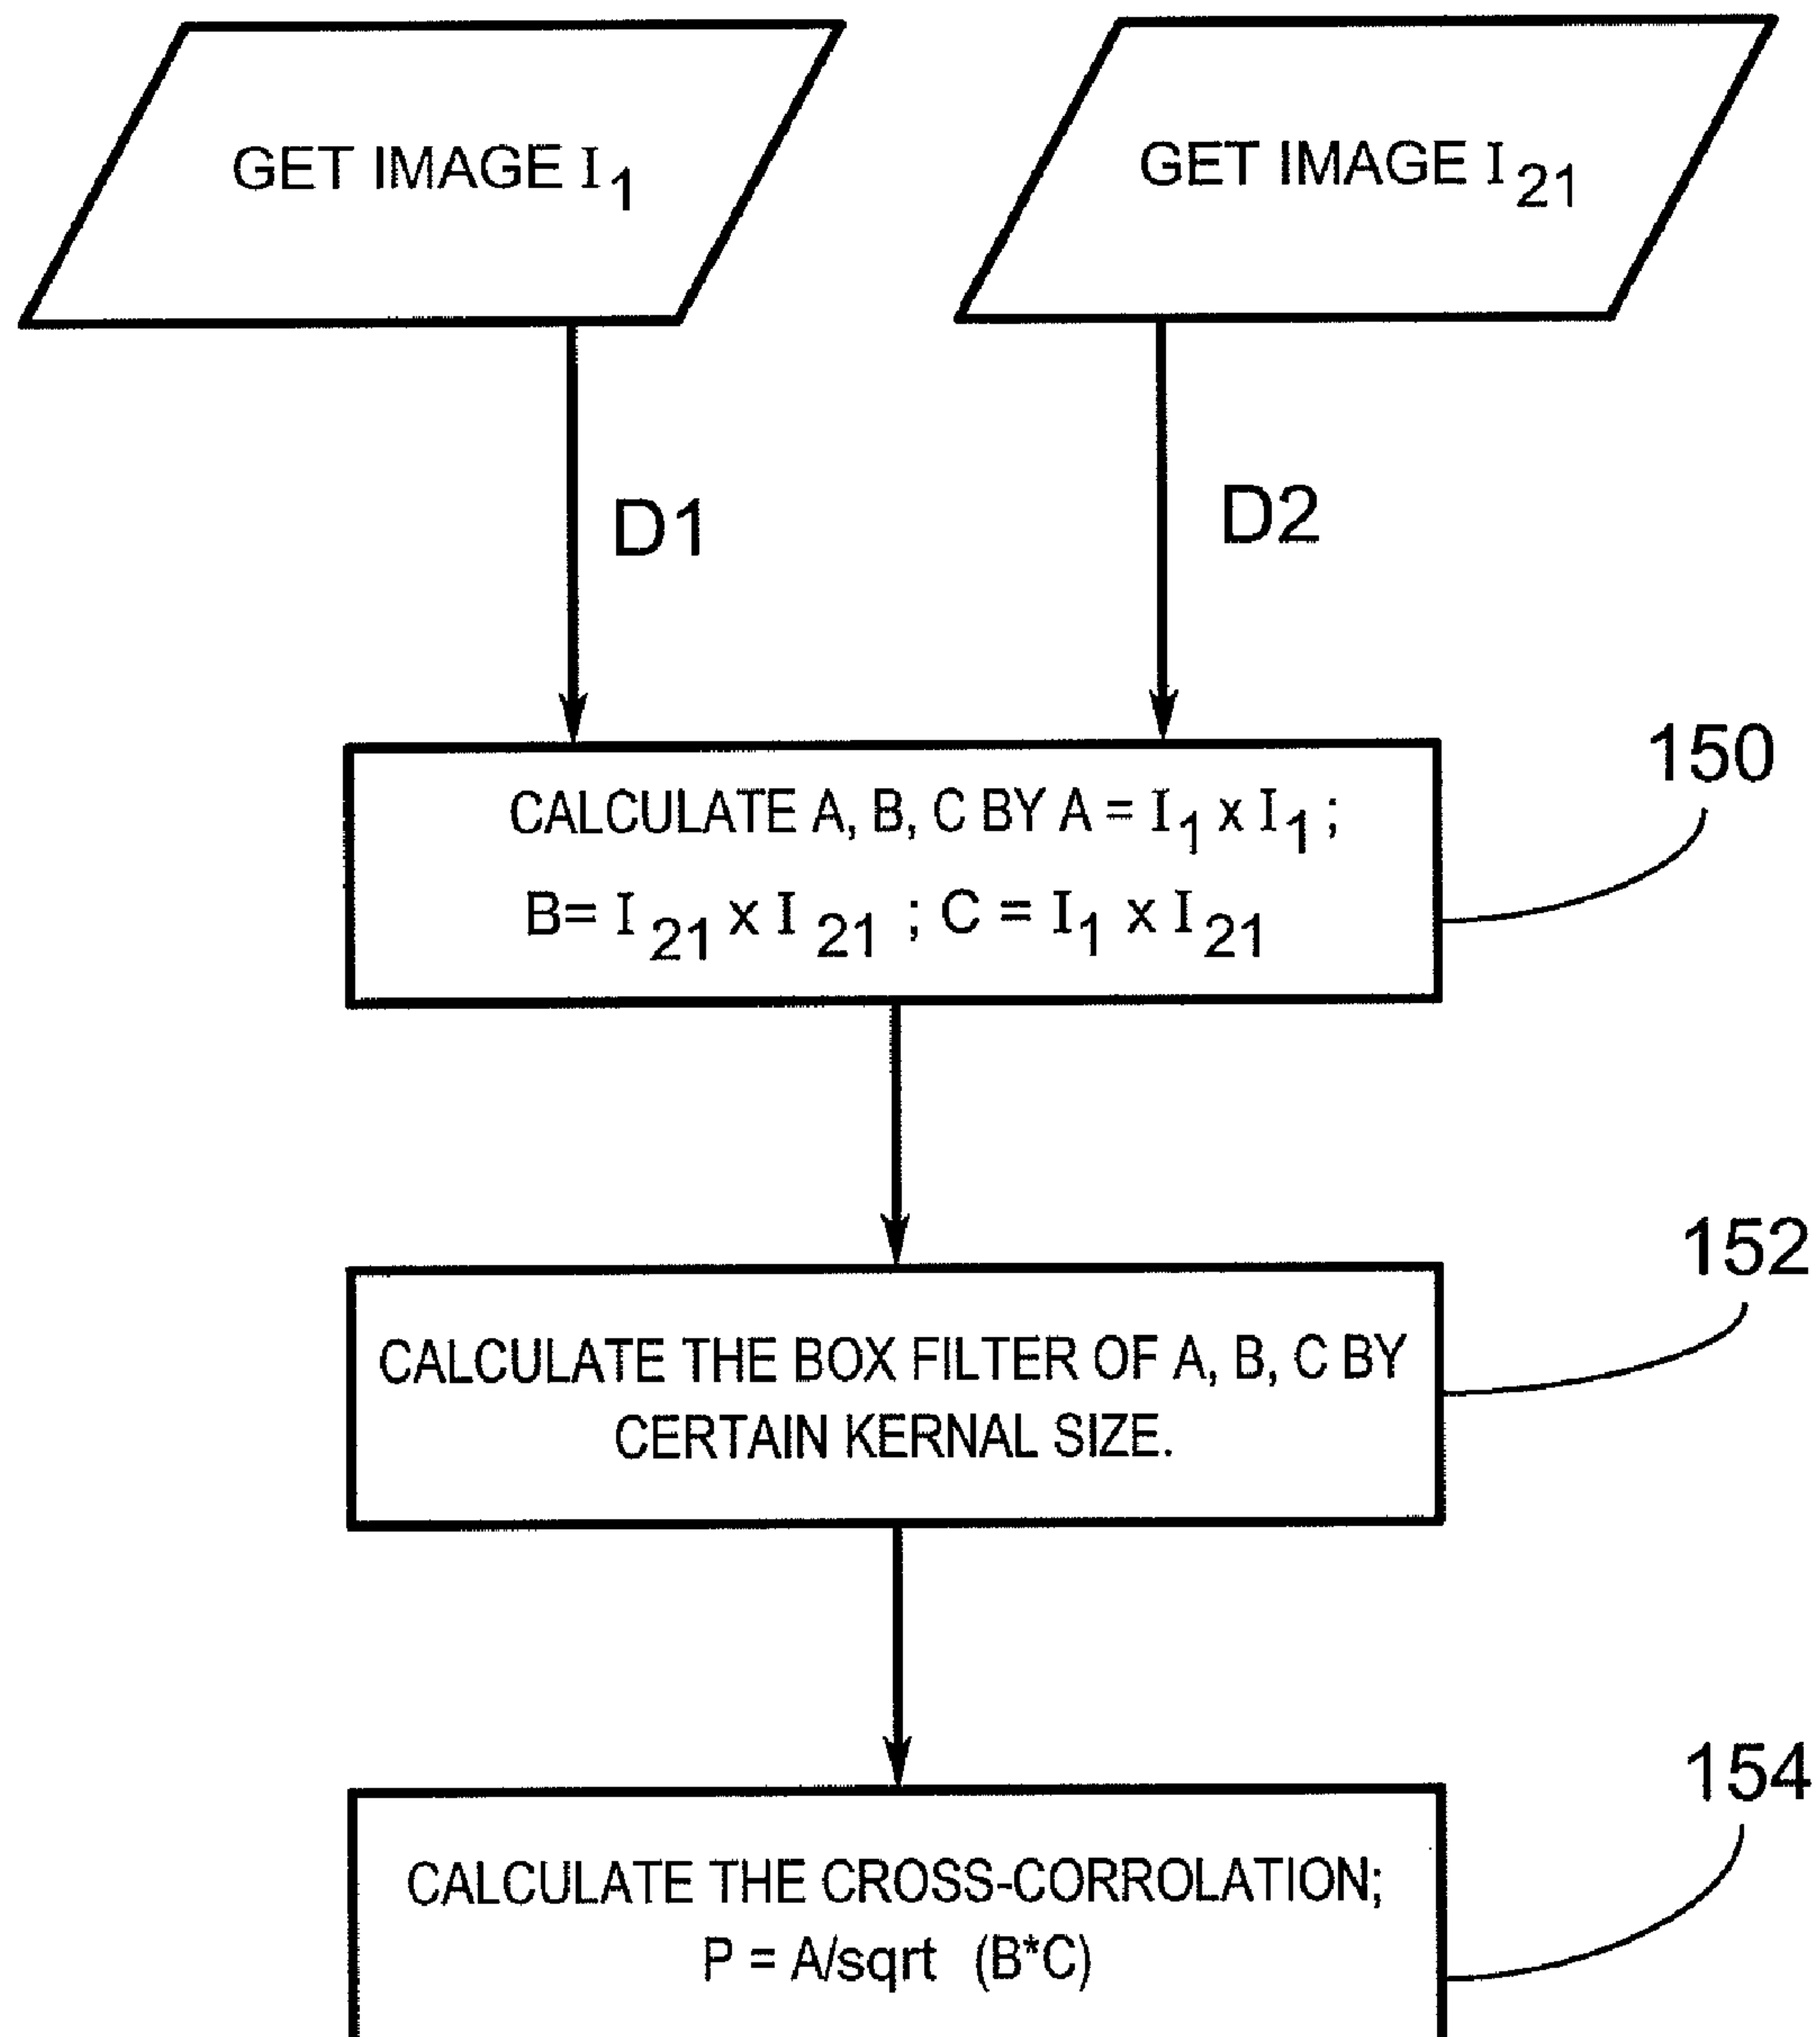 GET IMAGE I₁
GET IMAGE I₂₁
D1
D2
150
CALCULATE A, B, C BY A = I₁ x I₁ ;
B= I₂₁ x I₂₁ ; C = I₁ x I₂₁
152
CALCULATE THE BOX FILTER OF A, B, C BY
CERTAIN KERNAL SIZE.
154
CALCULATE THE CROSS-CORROLATION;
P = A/sqrt (B*C)